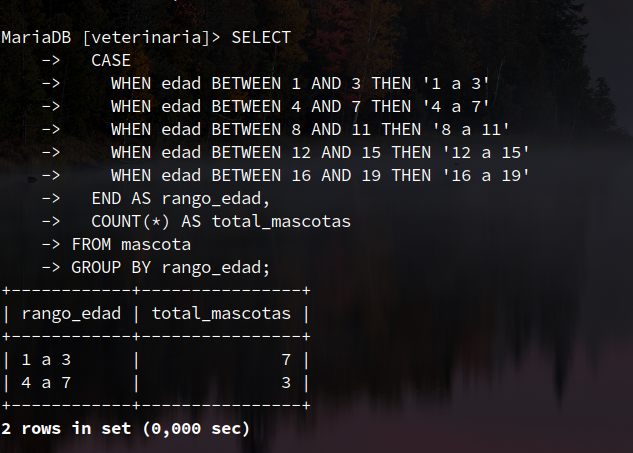 MariaDB [veterinaria]> SELECT
    ->   CASE
    ->     WHEN edad BETWEEN 1 AND 3 THEN '1 a 3'
    ->     WHEN edad BETWEEN 4 AND 7 THEN '4 a 7'
    ->     WHEN edad BETWEEN 8 AND 11 THEN '8 a 11'
    ->     WHEN edad BETWEEN 12 AND 15 THEN '12 a 15'
    ->     WHEN edad BETWEEN 16 AND 19 THEN '16 a 19'
    ->   END AS rango_edad,
    ->   COUNT(*) AS total_mascotas
    -> FROM mascota
    -> GROUP BY rango_edad;
+------------+----------------+
| rango_edad | total_mascotas |
+------------+----------------+
| 1 a 3      |              7 |
| 4 a 7      |              3 |
+------------+----------------+
2 rows in set (0,000 sec)